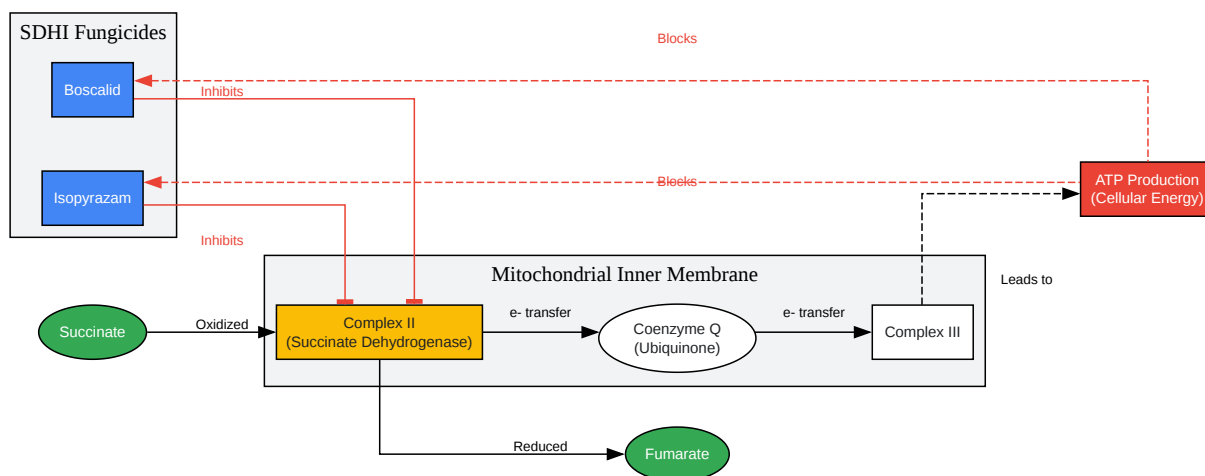 SDHI Fungicides
Blocks
Boscalid
Inhibits
Isopyrazam
Blocks
ATP Production
(Cellular Energy)
Inhibits
Mitochondrial Inner Membrane
Leads to
Succinate
Oxidized
Complex II
(Succinate Dehydrogenase)
e- transfer
Coenzyme Q
(Ubiquinone)
e- transfer
Complex III
Reduced
Fumarate